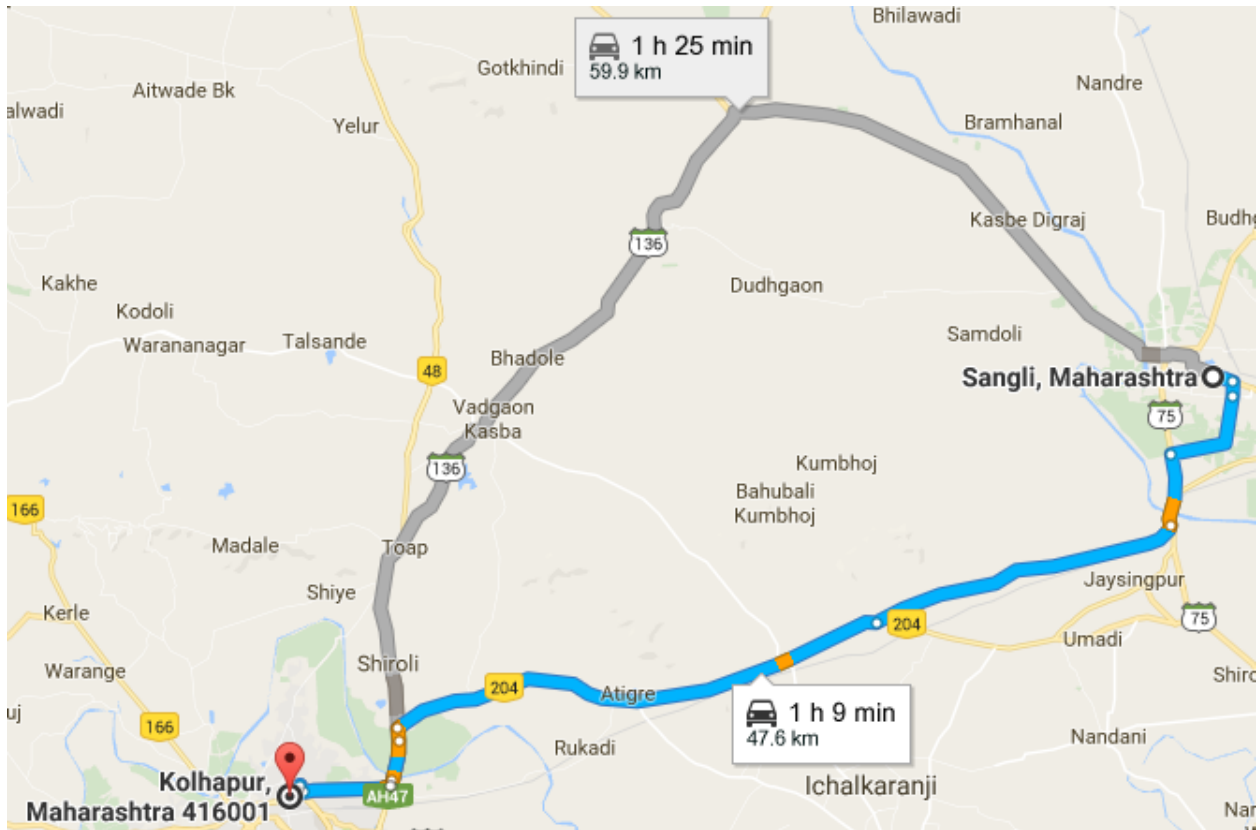 Bhilawadi
1 h 25 min
59.9 km
Gotkhindi
Nandre
Aitwade Bk
alwadi
Yelur
Bramhanal
Kasbe Digraj
Budhg
136
Kakhe
Dudhgaon
Kodoli
Warananagar
Talsande
Samdoli
Bhadole
48
Sangli, Maharashtra
Vadgaon
Kasba
75
136
Kumbhoj
Bahubali
Kumbhoj
166
Madale
Toap
Jaysingpur
Shiye
Kerle
204
75
Umadi
Warange
Shiroli
Shiro
204
Atigre
uj
166
1 h 9 min
47.6 km
Rukadi
Nandani
Kolhapur,
Maharashtra 416001
AH47
Ichalkaranji
Nar